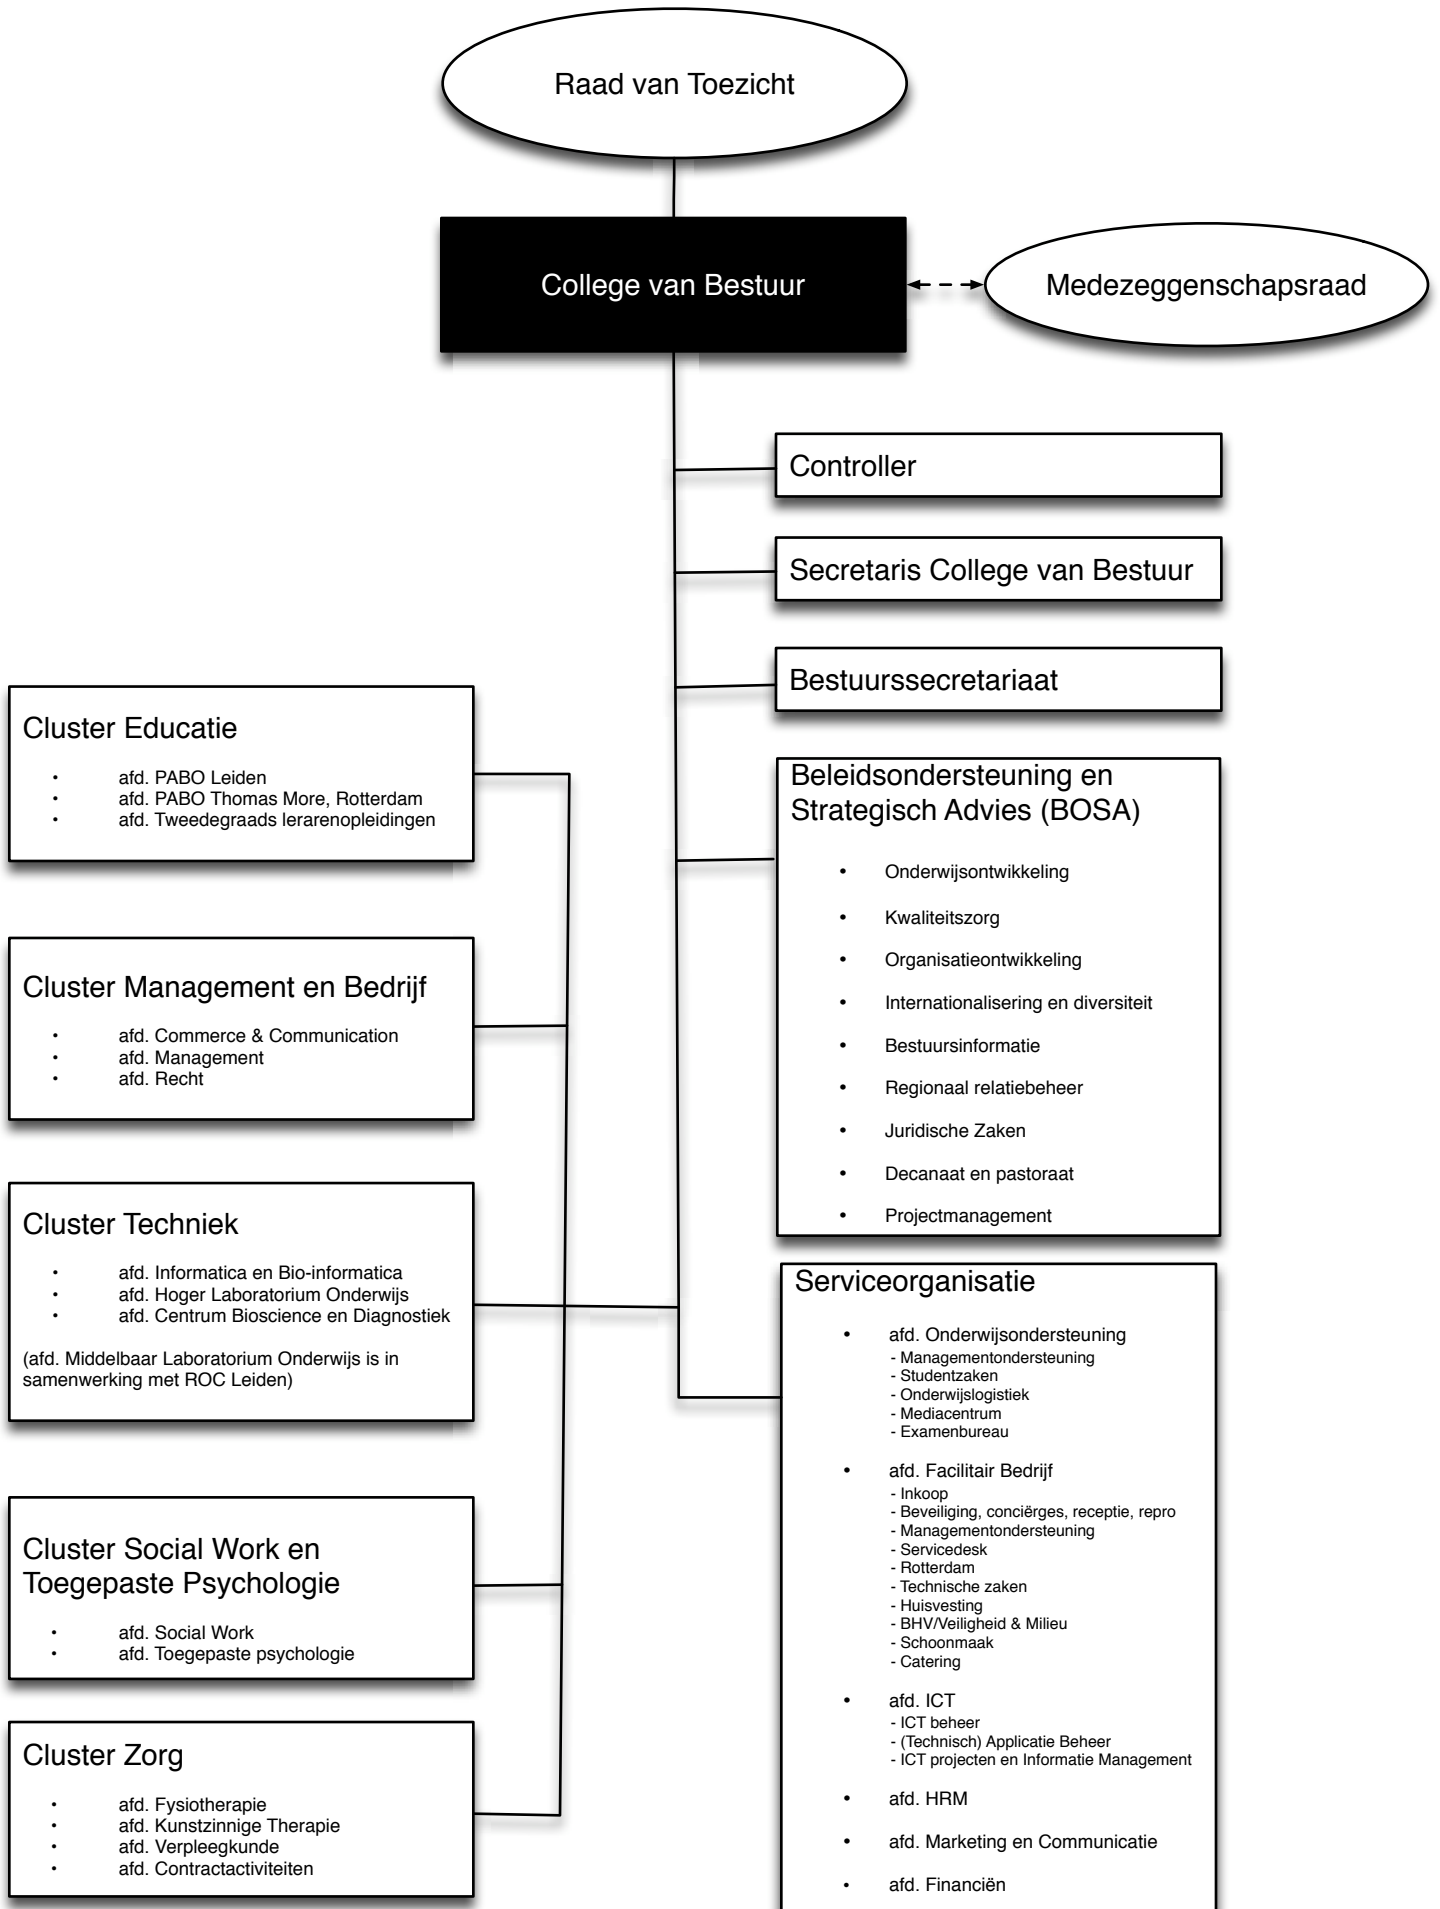 Raad van Toezicht
College van Bestuur
Medezeggenschapsraad
Controller
Secretaris College van Bestuur
Bestuurssecretariaat
Beleidsondersteuning en
Strategisch Advies (BOSA)
• Onderwijsontwikkeling
• Kwaliteitszorg
• Organisatieontwikkeling
• Internationalisering en diversiteit
• Bestuursinformatie
• Regionaal relatiebeheer
• Juridische Zaken
• Decanaat en pastoraat
• Projectmanagement
Serviceorganisatie
• afd. Onderwijsondersteuning
- Managementondersteuning
- Studentzaken
- Onderwijslogistiek
- Mediacentrum
- Examenbureau
• afd. Facilitair Bedrijf
- Inkoop
- Beveiliging, conciërges, receptie, repro
- Managementondersteuning
- Servicedesk
- Rotterdam
- Technische zaken
- Huisvesting
- BHV/Veiligheid & Milieu
- Schoonmaak
- Catering
• afd. ICT
- ICT beheer
- (Technisch) Applicatie Beheer
- ICT projecten en Informatie Management
• afd. HRM
• afd. Marketing en Communicatie
• afd. Financiën
Cluster Educatie
• afd. PABO Leiden
• afd. PABO Thomas More, Rotterdam
• afd. Tweedegraads lerarenopleidingen
Cluster Management en Bedrijf
• afd. Commerce & Communication
• afd. Management
• afd. Recht
Cluster Techniek
• afd. Informatica en Bio-informatica
• afd. Hoger Laboratorium Onderwijs
• afd. Centrum Bioscience en Diagnostiek
(afd. Middelbaar Laboratorium Onderwijs is in
samenwerking met ROC Leiden)
Cluster Social Work en
Toegepaste Psychologie
• afd. Social Work
• afd. Toegepaste psychologie
Cluster Zorg
• afd. Fysiotherapie
• afd. Kunstzinnige Therapie
• afd. Verpleegkunde
• afd. Contractactiviteiten